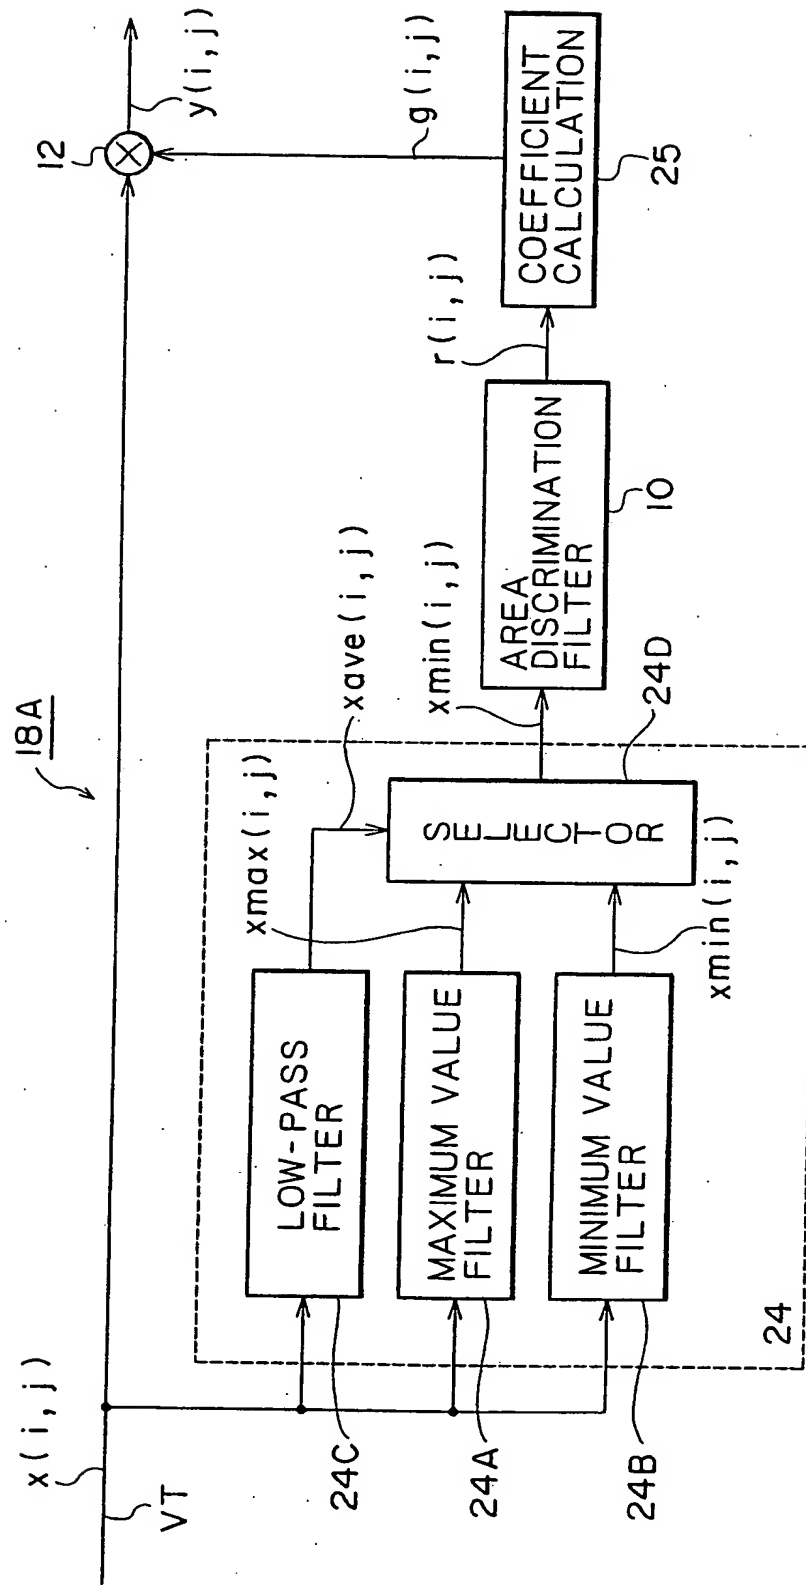 18A
x(i,j)
VT
12
y(i,j)
g(i,j)
LOW-PASS
FILTER
24C
xave(i,j)
MAXIMUM VALUE
FILTER
24A
xmax(i,j)
MINIMUM VALUE
FILTER
24B
xmin(i,j)
24
SELECTOR
24D
xmin(i,j)
AREA
DISCRIMINATION
FILTER
10
r(i,j)
COEFFICIENT
CALCULATION
25